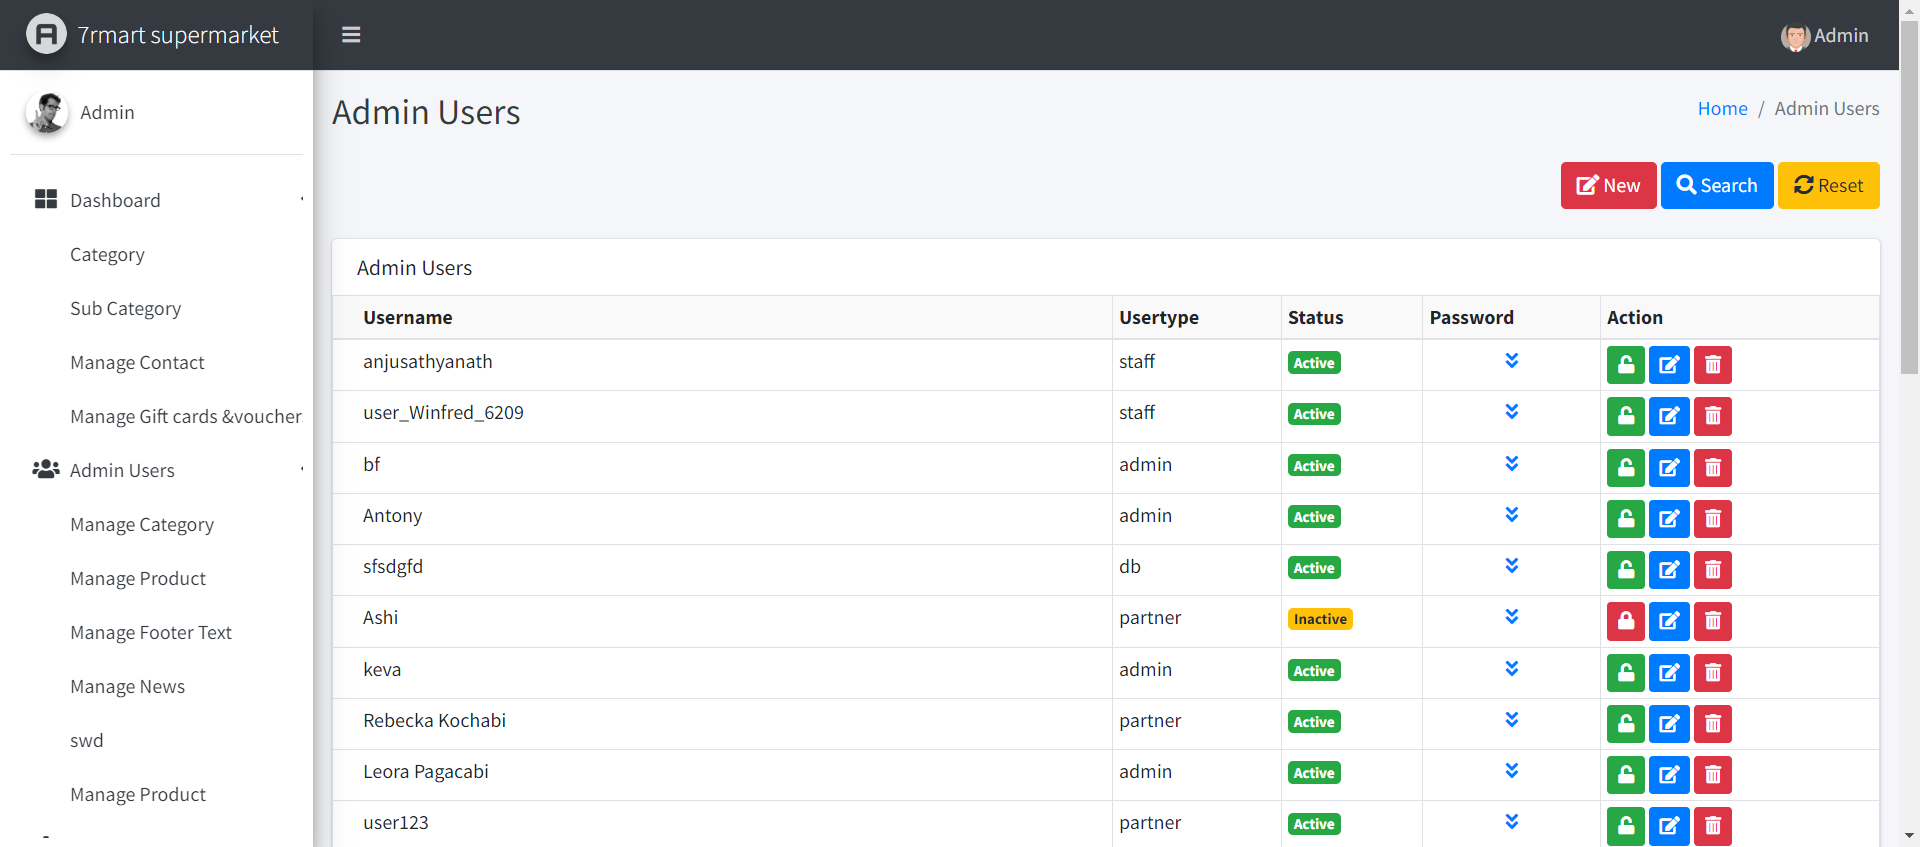 7rmart supermarket
Admin
Admin
Admin Users
Home / Admin Users
New Search Reset
Dashboard
Category
Sub Category
Manage Contact
Manage Gift cards &voucher
Admin Users
Manage Category
Manage Product
Manage Footer Text
Manage News
swd
Manage Product
Admin Users
Username Usertype Status Password Action
anjusathyanath staff Active
user_Winfred_6209 staff Active
bf admin Active
Antony admin Active
sfsdgfd db Active
Ashi partner Inactive
keva admin Active
Rebecka Kochabi partner Active
Leora Pagacabi admin Active
user123 partner Active